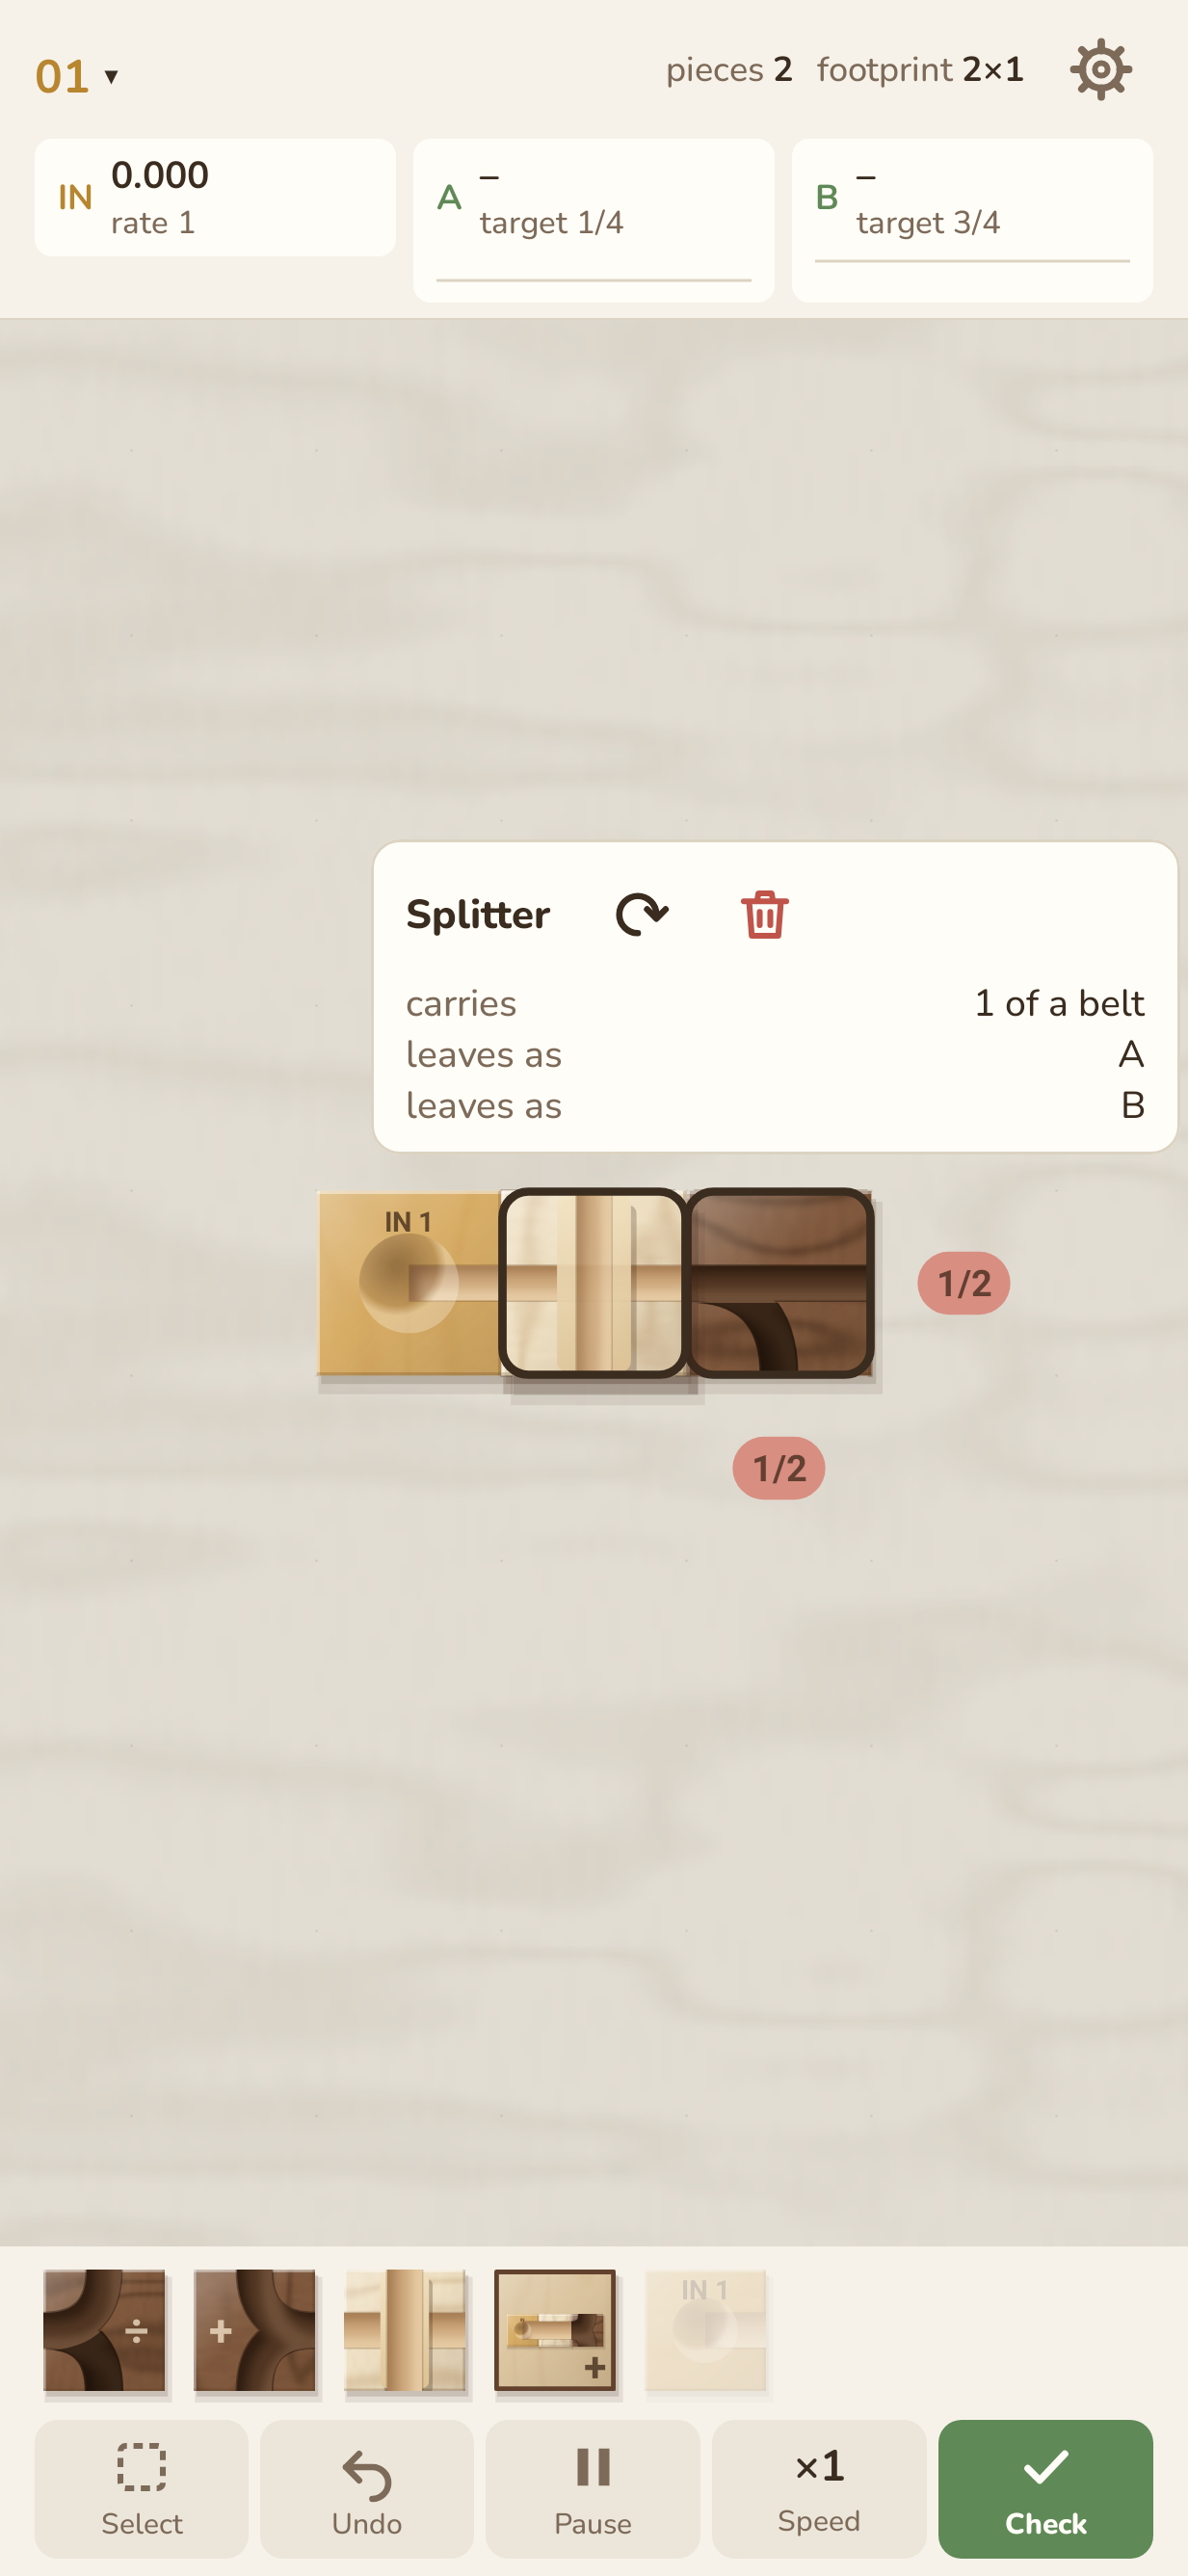 01 ▾
pieces 2 footprint 2×1
IN 0.000
rate 1
A –
target 1/4
B –
target 3/4
Splitter
carries 1 of a belt
leaves as A
leaves as B
IN 1
1/2
1/2
÷
+
+
IN 1
Select
Undo
Pause
×1
Speed
Check